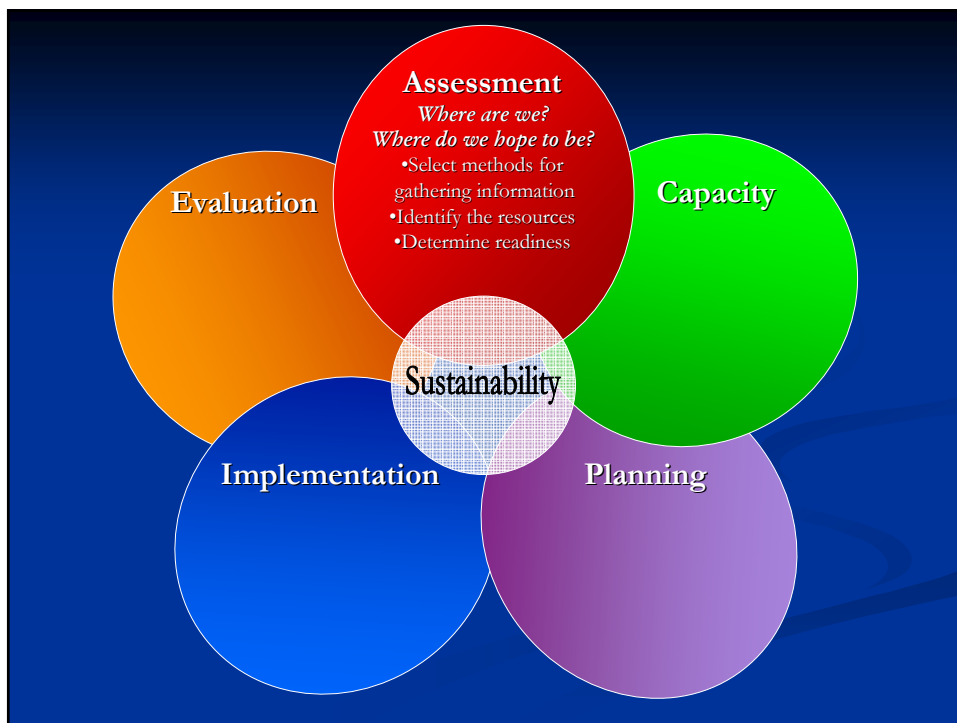 Assessment
Where are we?
Where do we hope to be?
•Select methods for
gathering information
•Identify the resources
•Determine readiness
Evaluation
Capacity
Sustainability
Implementation
Planning